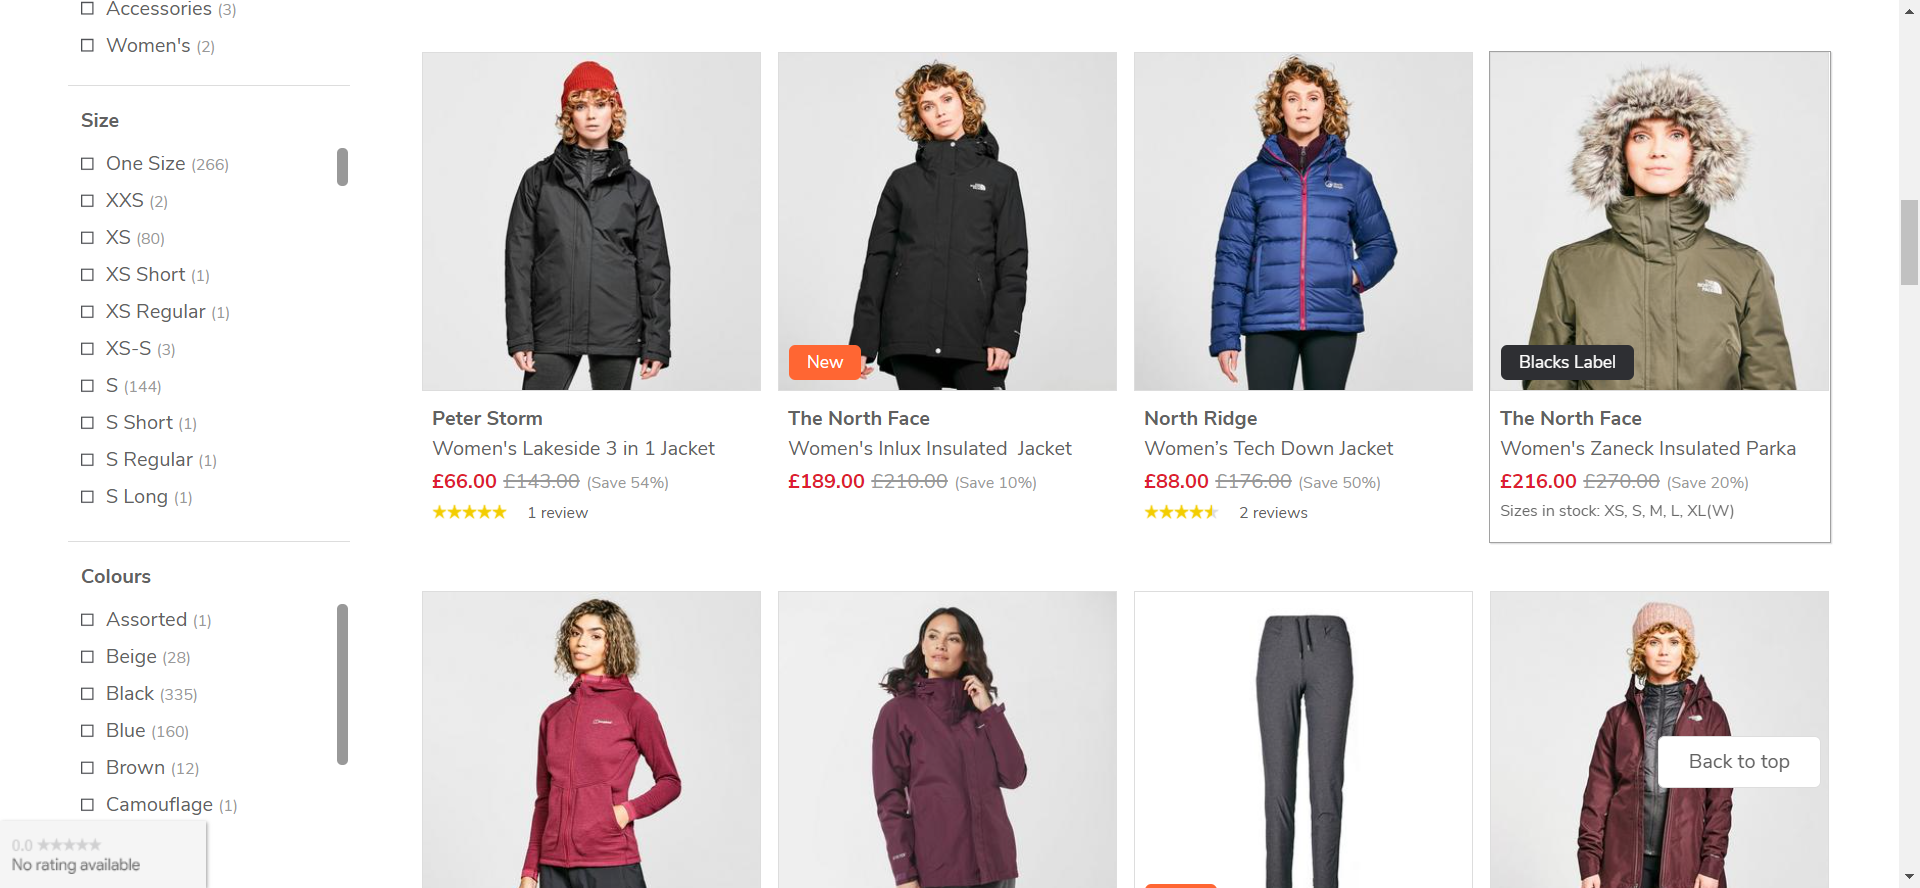 Accessories (3)
Women's (2)
Size
One Size (266)
XXS (2)
XS (80)
XS Short (1)
XS Regular (1)
XS-S (3)
S (144)
S Short (1)
S Regular (1)
S Long (1)
Colours
Assorted (1)
Beige (28)
Black (335)
Blue (160)
Brown (12)
Camouflage (1)
0.0
No rating available
Peter Storm
Women's Lakeside 3 in 1 Jacket
£66.00 £143.00 (Save 54%)
1 review
New
The North Face
Women's Inlux Insulated  Jacket
£189.00 £210.00 (Save 10%)
North Ridge
Women’s Tech Down Jacket
£88.00 £176.00 (Save 50%)
2 reviews
Blacks Label
The North Face
Women's Zaneck Insulated Parka
£216.00 £270.00 (Save 20%)
Sizes in stock: XS, S, M, L, XL(W)
Back to top